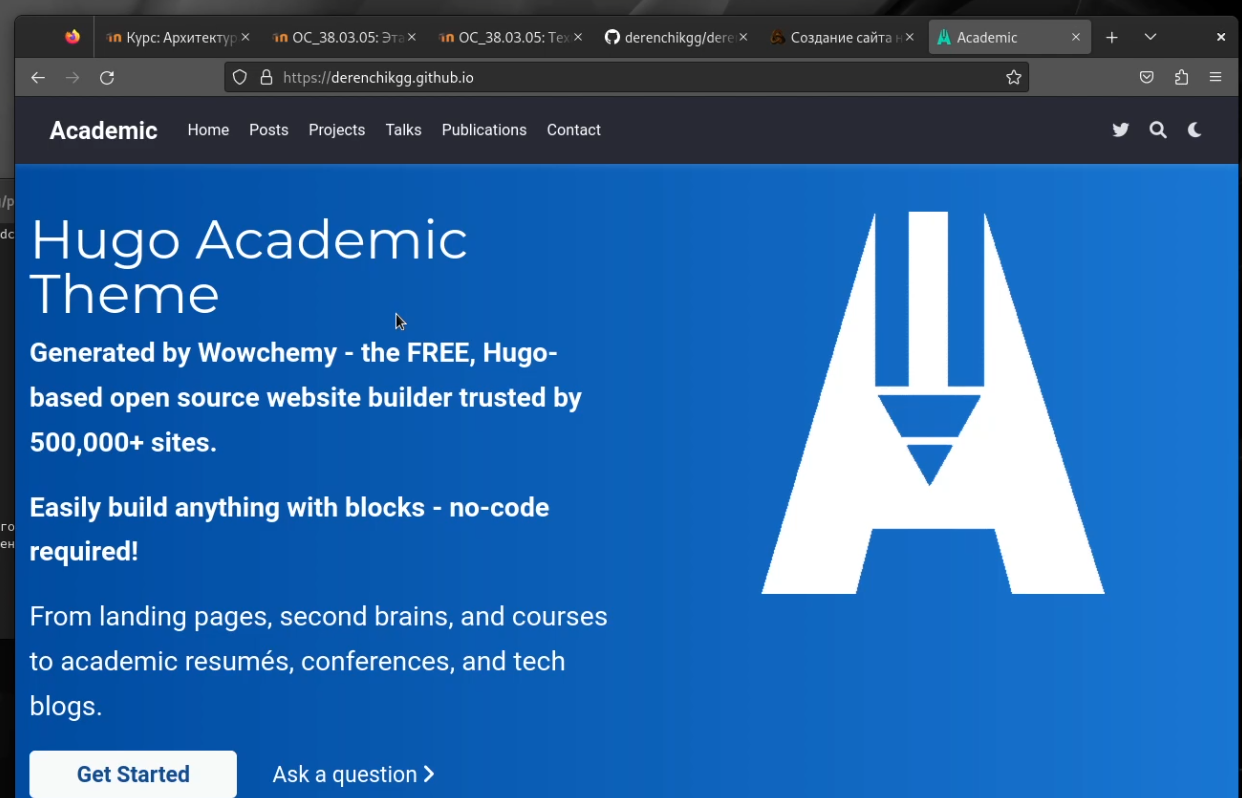 Курс: Архитектур
ОС_38.03.05: Эта
ОС_38.03.05: Тех
derenchikgg/dere
Создание сайта н
Academic
https://derenchikgg.github.io
Academic Home Posts Projects Talks Publications Contact
Hugo Academic
Theme
Generated by Wowchemy - the FREE, Hugo-
based open source website builder trusted by
500,000+ sites.
Easily build anything with blocks - no-code
required!
From landing pages, second brains, and courses
to academic resumés, conferences, and tech
blogs.
Get Started Ask a question